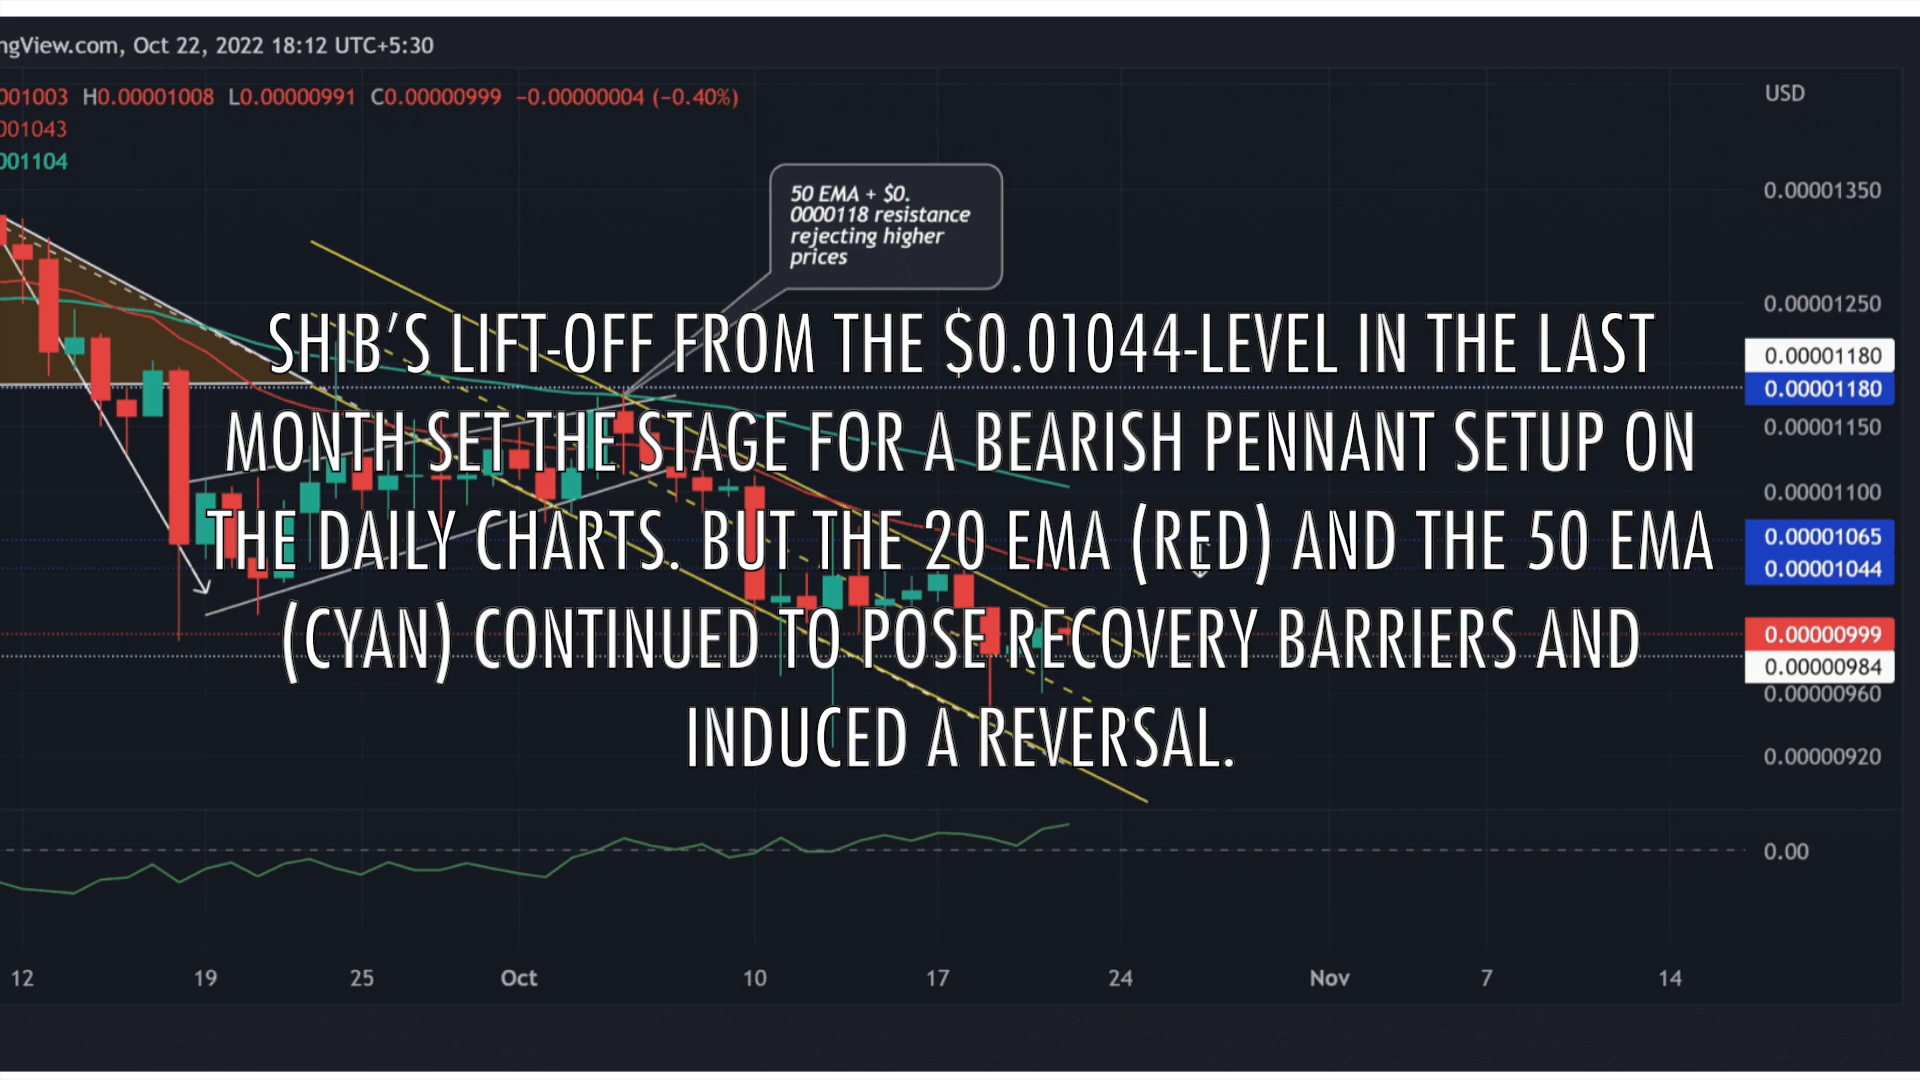 ngView.com, Oct 22, 2022 18:12 UTC+5:30
001003 H0.00001008 L0.00000991 C0.00000999 −0.00000004 (−0.40%)
001043
001104
USD
50 EMA + $0.
0000118 resistance
rejecting higher
prices
0.00001350
0.00001250
0.00001180
0.00001180
0.00001150
0.00001100
0.00001065
0.00001044
0.00000999
0.00000984
0.00000960
0.00000920
0.00
SHIB'S LIFT-OFF FROM THE $0.01044-LEVEL IN THE LAST
MONTH SET THE STAGE FOR A BEARISH PENNANT SETUP ON
THE DAILY CHARTS. BUT THE 20 EMA (RED) AND THE 50 EMA
(CYAN) CONTINUED TO POSE RECOVERY BARRIERS AND
INDUCED A REVERSAL.
12 19 25 Oct 10 17 24 Nov 7 14